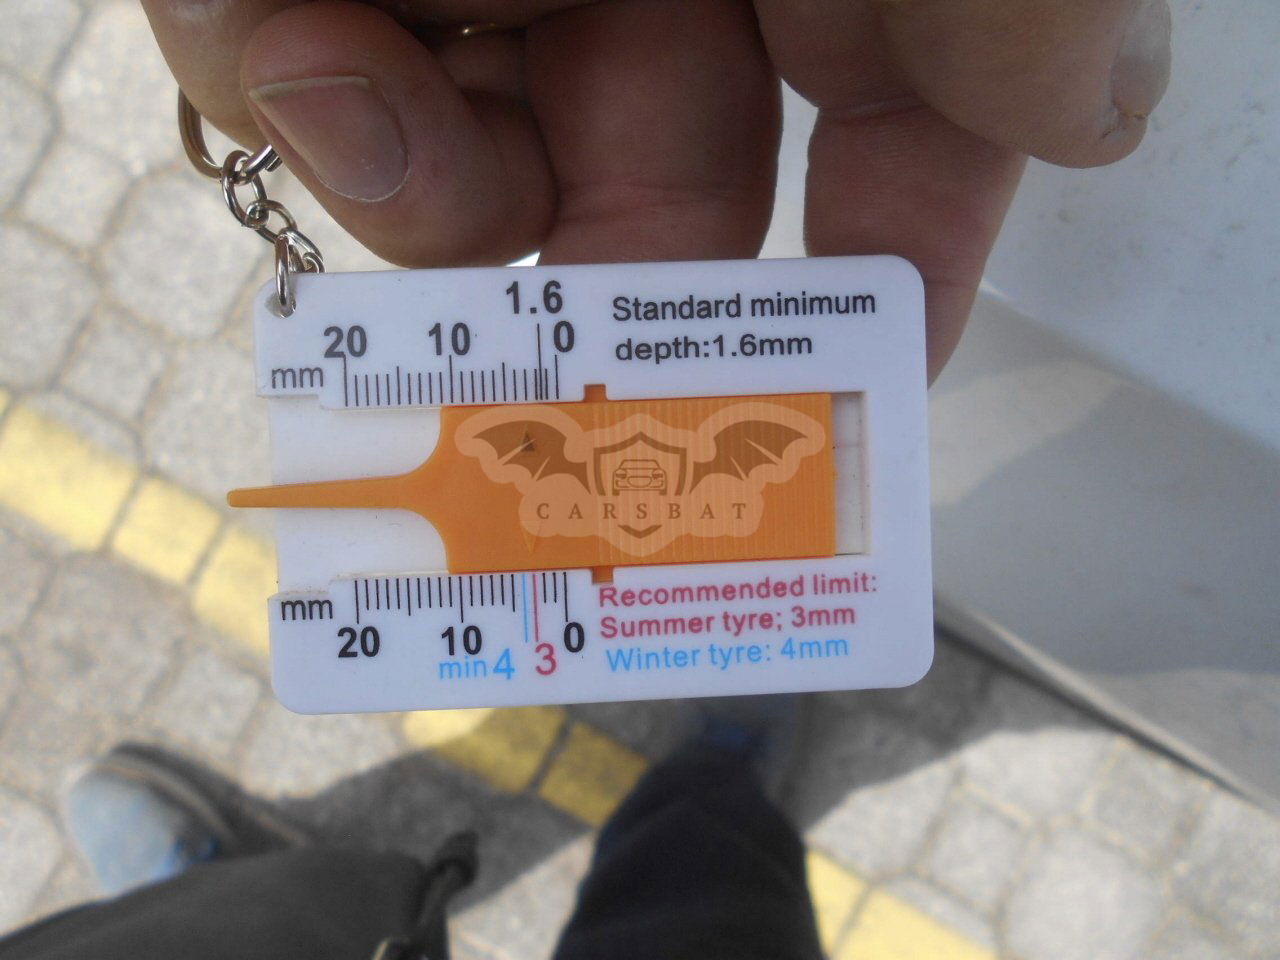 1.6
20 10 0
mm
Standard minimum
depth:1.6mm
CARSBAT
mm
20 10 0
min 4 3
Recommended limit:
Summer tyre; 3mm
Winter tyre: 4mm